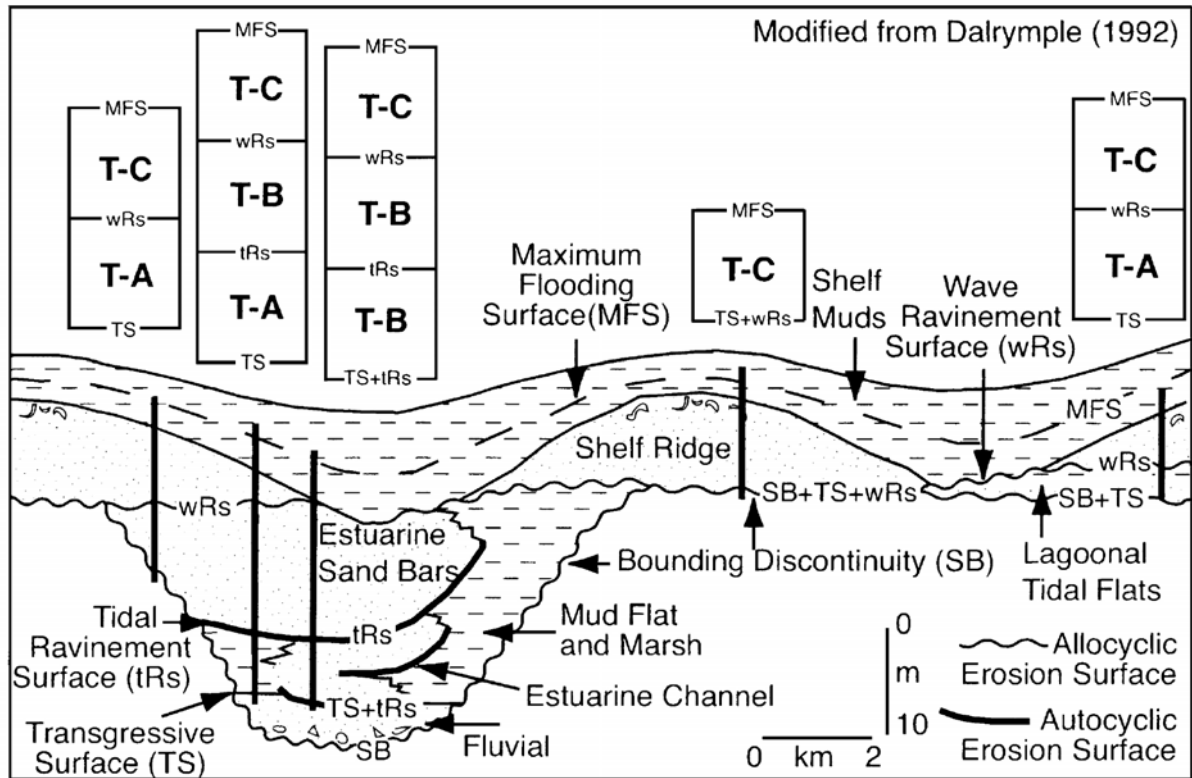 Modified from Dalrymple (1992)
MFS
T-C
wRs
T-A
TS
MFS
T-C
wRs
T-B
tRs
T-A
TS
MFS
T-C
wRs
T-B
tRs
T-B
TS+tRs
MFS
T-C
TS+wRs
MFS
T-C
wRs
T-A
TS
Maximum
Flooding
Surface(MFS)
Shelf
Muds
Wave
Ravinement
Surface (wRs)
MFS
Shelf Ridge
wRs
wRs
SB+TS+wRs
SB+TS
Estuarine
Sand Bars
Bounding Discontinuity (SB)
Lagoonal
Tidal Flats
Tidal
Ravinement
Surface (tRs)
tRs
Mud Flat
and Marsh
Estuarine Channel
TS+tRs
Transgressive
Surface (TS)
SB
Fluvial
0
m
10
0 km 2
Allocyclic
Erosion Surface
Autocyclic
Erosion Surface